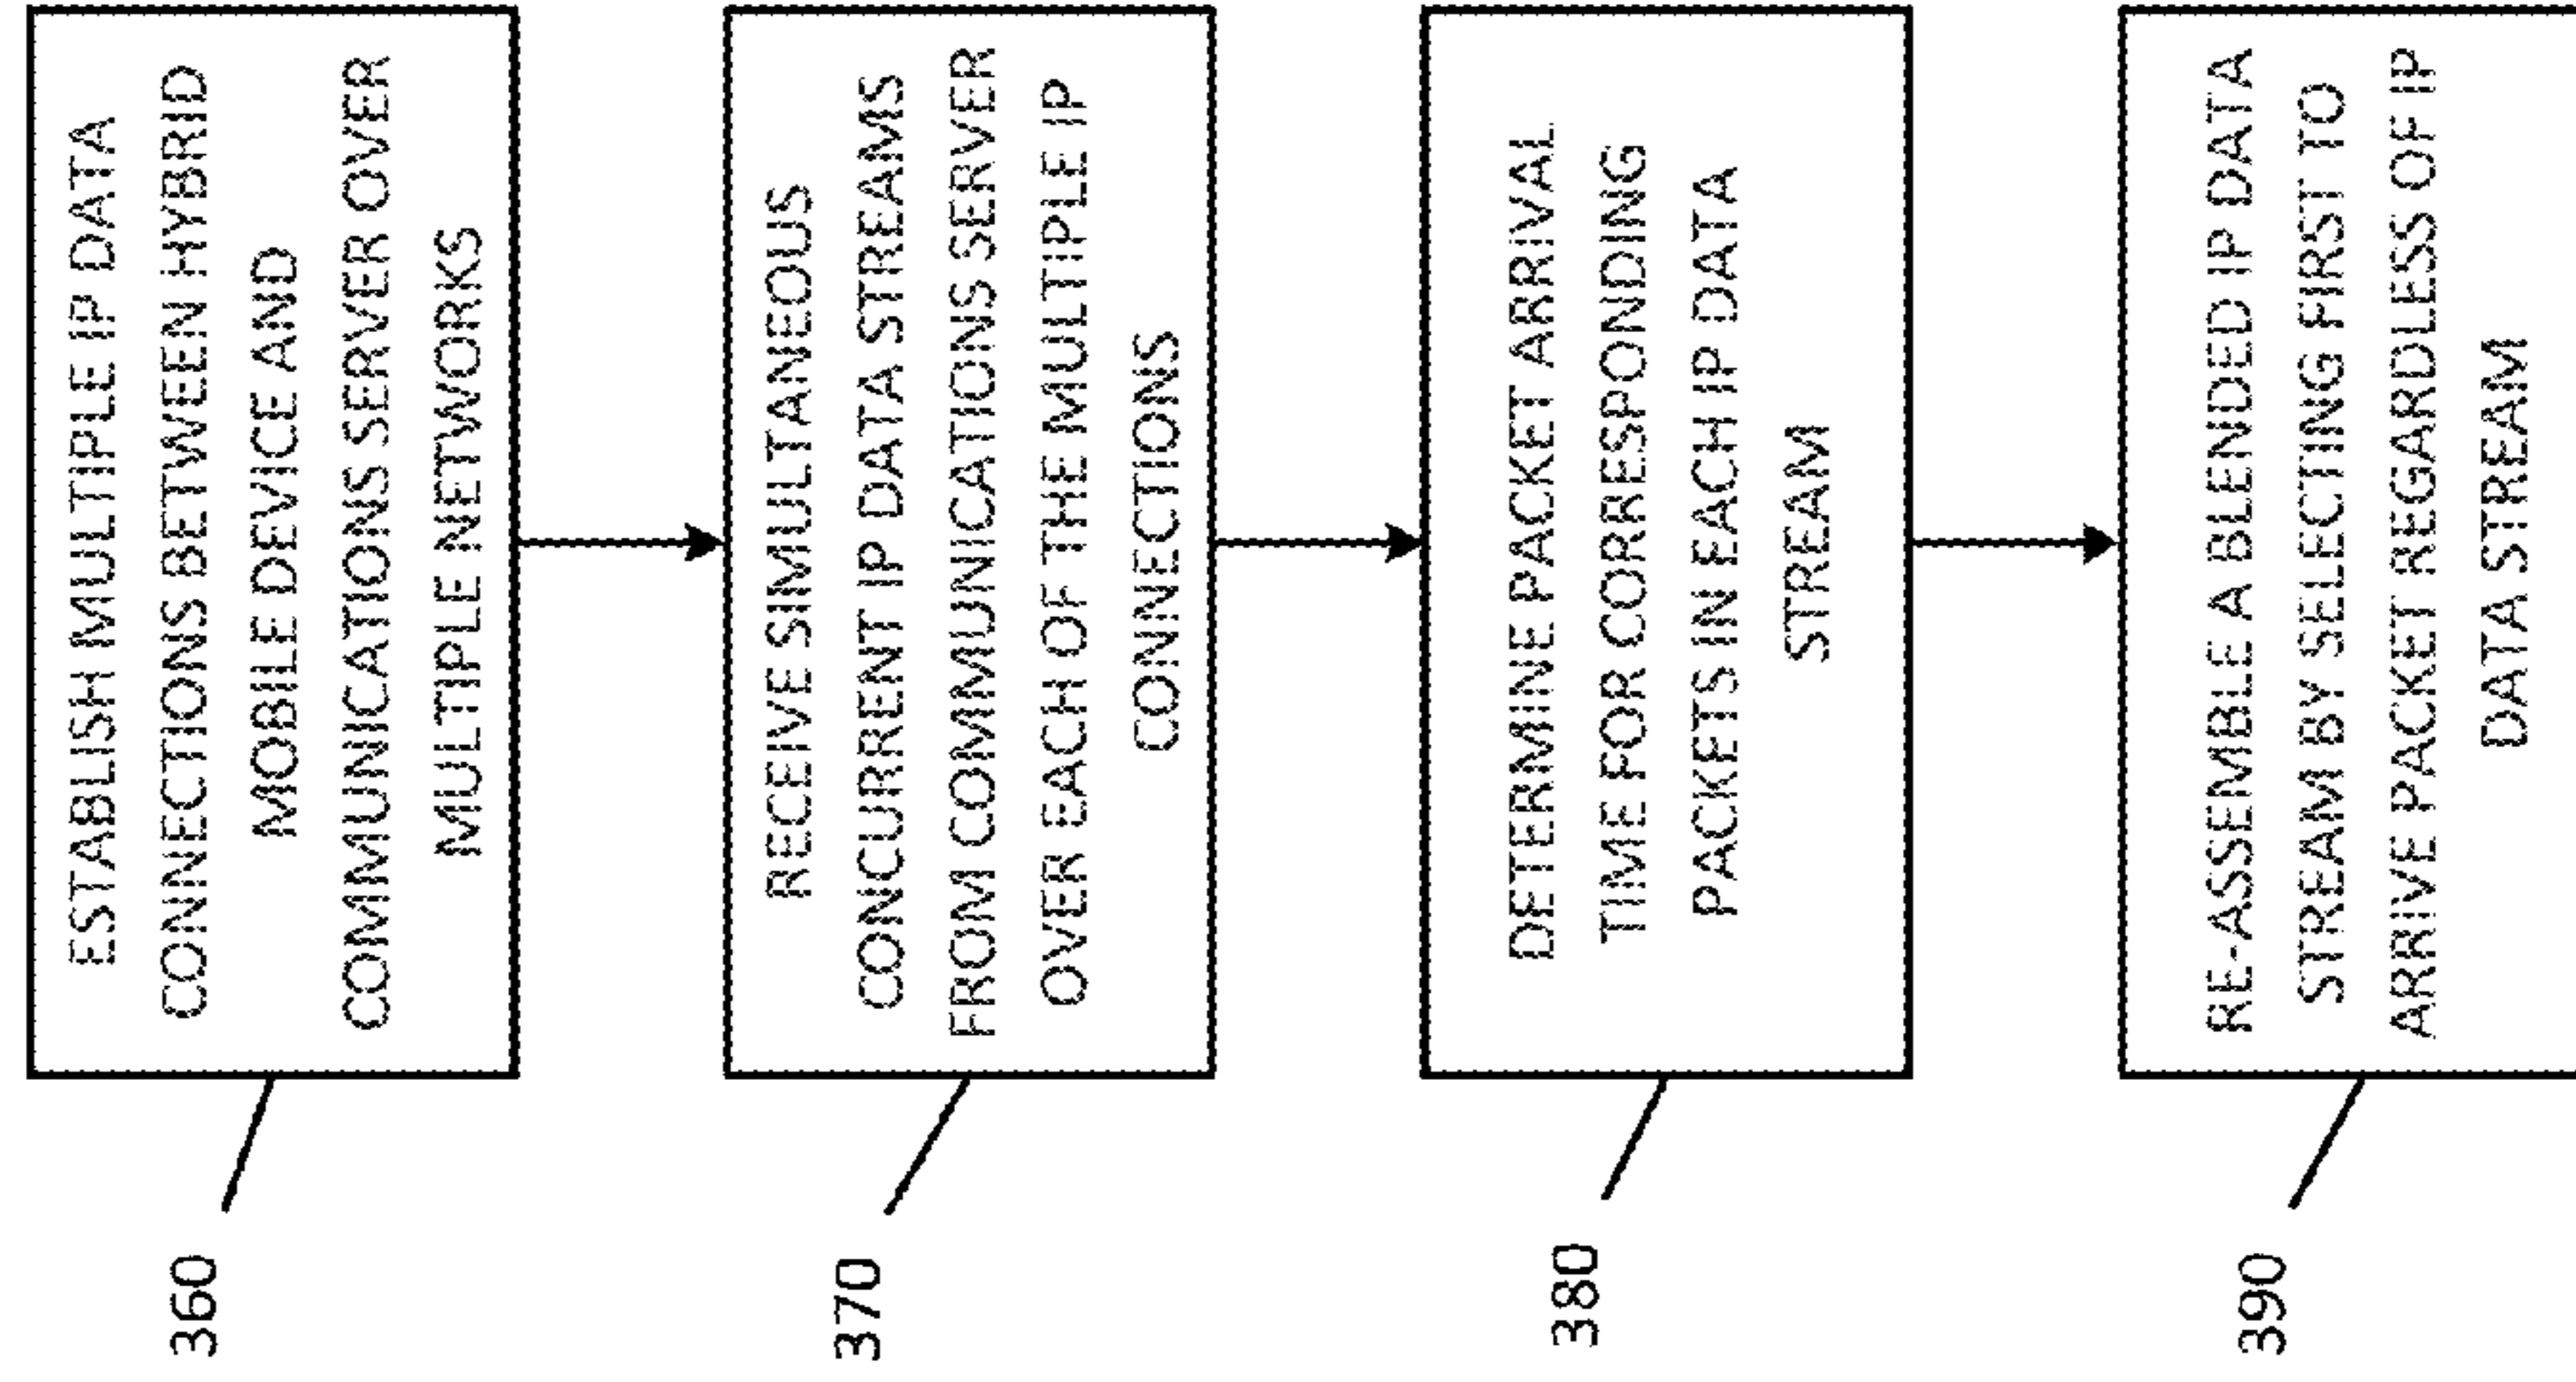 360
ESTABLISH MULTIPLE IP DATA
CONNECTIONS BETWEEN HYBRID
MOBILE DEVICE AND
COMMUNICATIONS SERVER OVER
MULTIPLE NETWORKS
370
RECEIVE SIMULTANEOUS
CONCURRENT IP DATA STREAMS
FROM COMMUNICATIONS SERVER
OVER EACH OF THE MULTIPLE IP
CONNECTIONS
380
DETERMINE PACKET ARRIVAL
TIME FOR CORRESPONDING
PACKETS IN EACH IP DATA
STREAM
390
RE-ASSEMBLE A BLENDED IP DATA
STREAM BY SELECTING FIRST TO
ARRIVE PACKET REGARDLESS OF IP
DATA STREAM